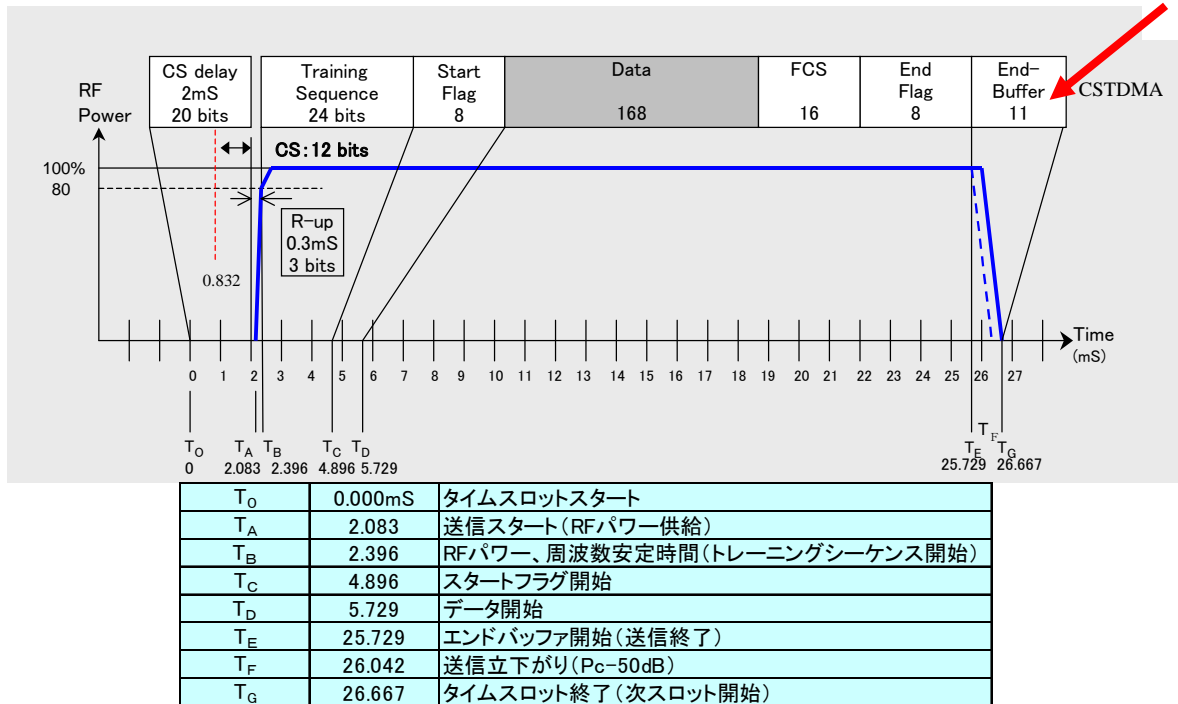 CS delay
2mS
20 bits
Training
Sequence
24 bits
Start
Flag
8
Data
168
FCS
16
End
Flag
8
End-
Buffer
11
CSTDMA
RF
Power
CS:12 bits
100%
80
R-up
0.3mS
3 bits
0.832
Time
(mS)
0 1 2 3 4 5 6 7 8 9 10 11 12 13 14 15 16 17 18 19 20 21 22 23 24 25 26 27
TO TA TB TC TD TE TF TG
0 2.083 2.396 4.896 5.729 25.729 26.667
T0 0.000mS タイムスロットスタート
TA 2.083 送信スタート(RFパワー供給)
TB 2.396 RFパワー、周波数安定時間(トレーニングシーケンス開始)
TC 4.896 スタートフラグ開始
TD 5.729 データ開始
TE 25.729 エンドバッファ開始(送信終了)
TF 26.042 送信立下がり(Pc-50dB)
TG 26.667 タイムスロット終了(次スロット開始)